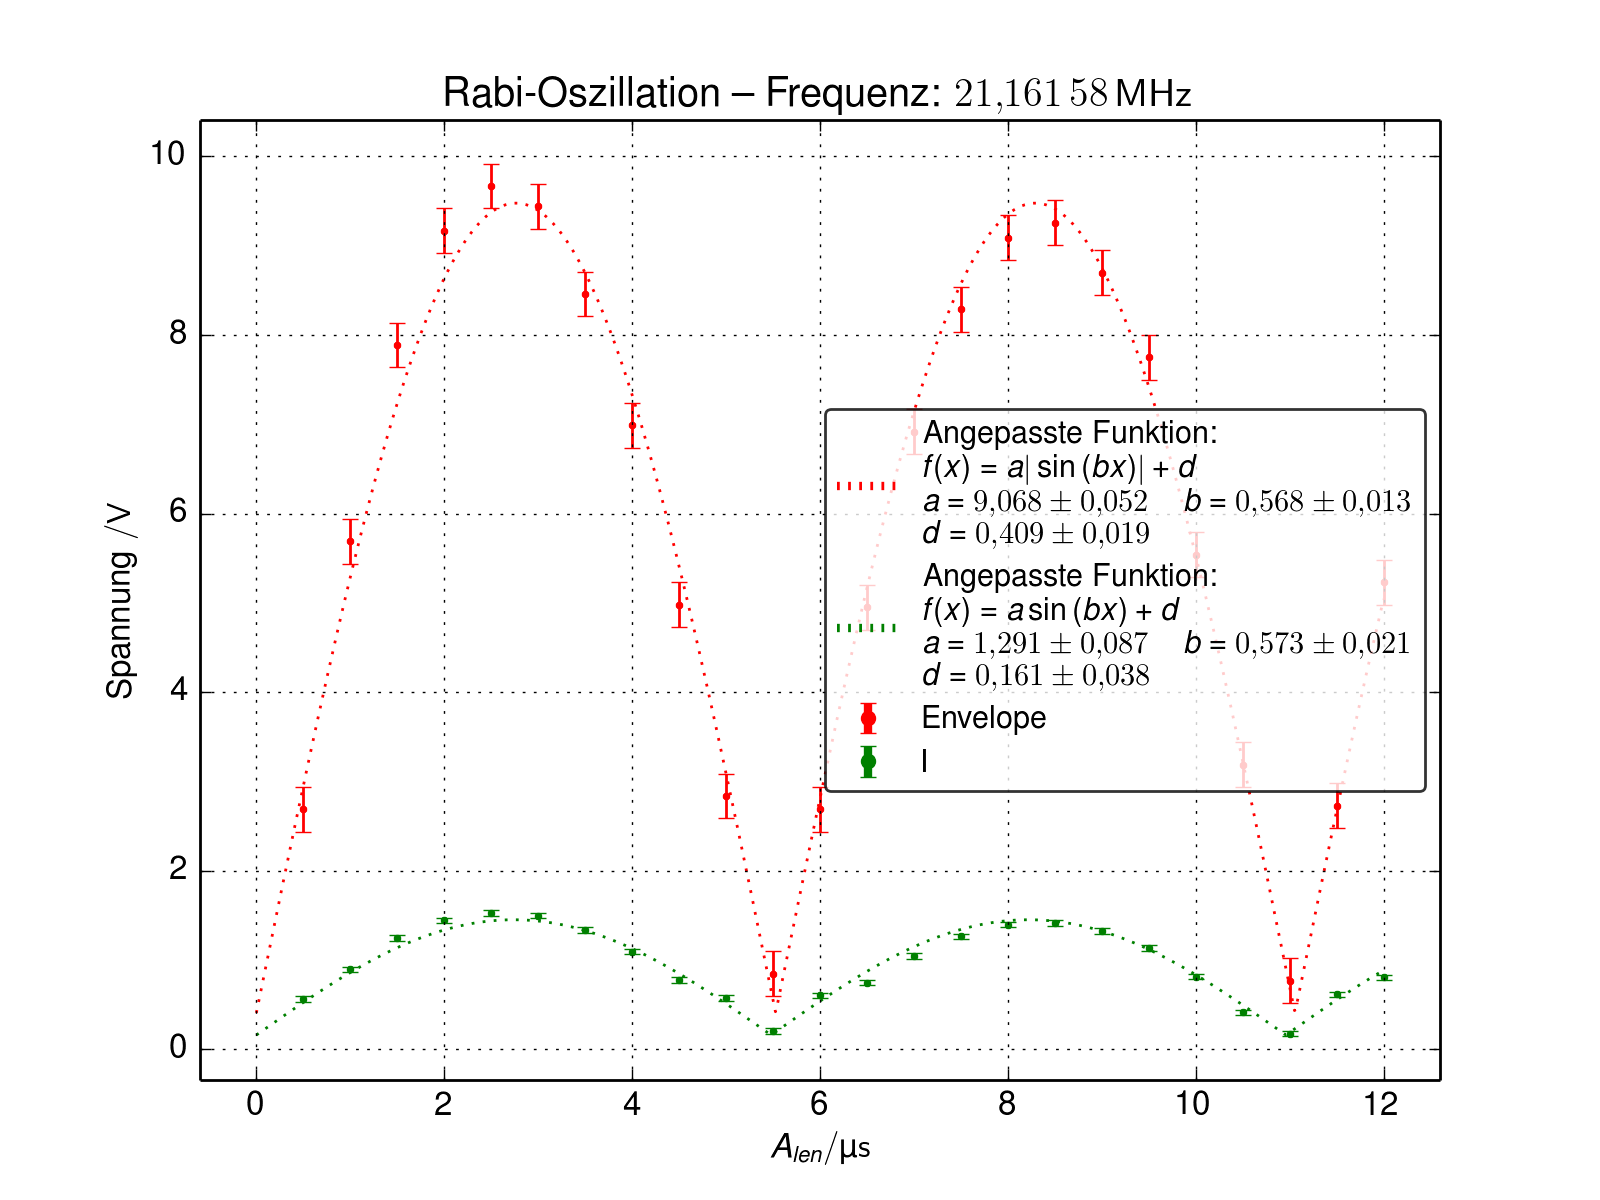 Rabi-Oszillation – Frequenz: 21,161 58 MHz
10
8
6
4
2
0
Spannung /V
Angepasste Funktion:
f(x) = a| sin (bx)| + d
a = 9,068 ± 0,052 b = 0,568 ± 0,013
d = 0,409 ± 0,019
Angepasste Funktion:
f(x) = a sin (bx) + d
a = 1,291 ± 0,087 b = 0,573 ± 0,021
d = 0,161 ± 0,038
Envelope
I
0 2 4 6 8 10 12
A_len/µs